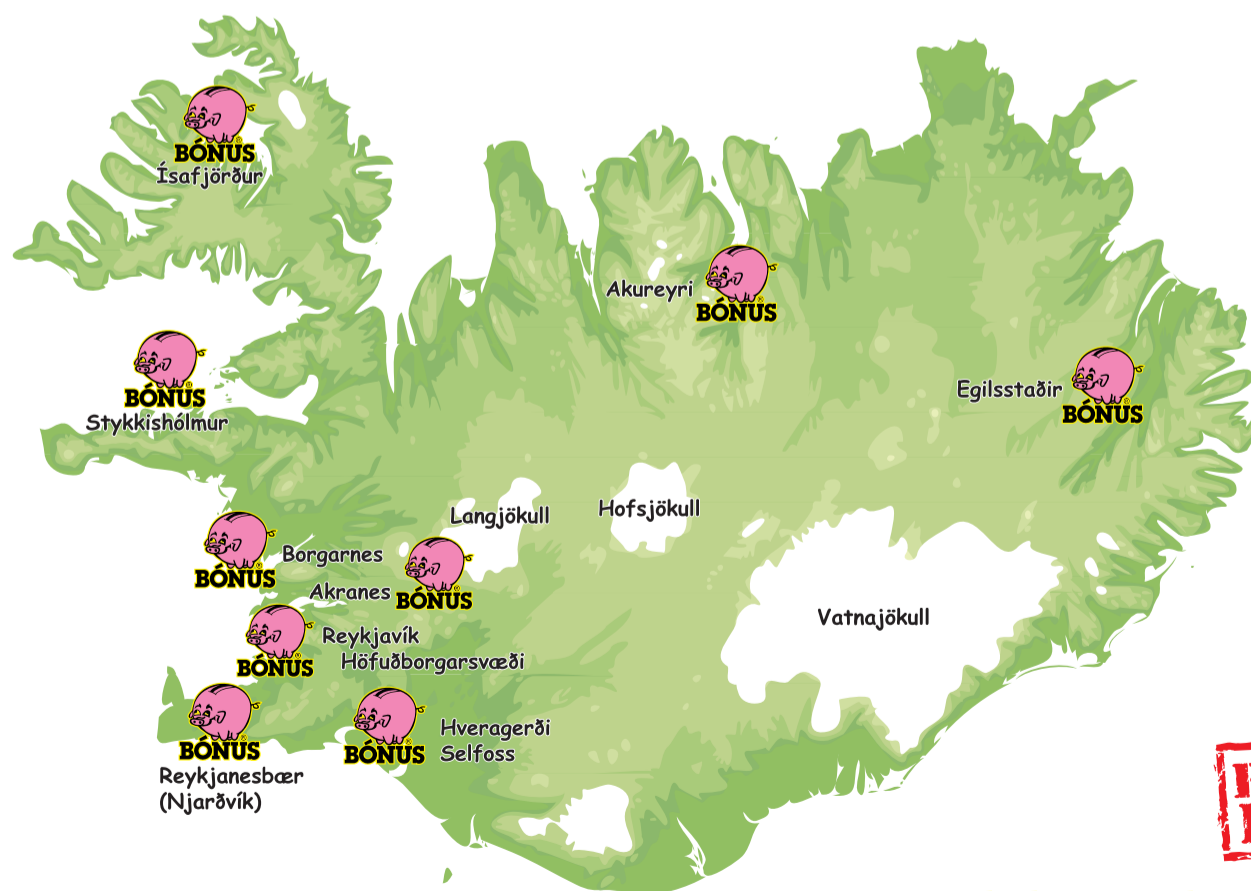 BÓNUS
Ísafjörður
Akureyri
BÓNUS
Egilsstaðir
BÓNUS
BÓNUS
Stykkishólmur
Langjökull
Hofsjökull
BÓNUS
Borgarnes
Akranes
BÓNUS
Vatnajökull
BÓNUS
Reykjavík
Höfuðborgarsvæði
BÓNUS
Reykjanesbær
(Njarðvík)
BÓNUS
Hveragerði
Selfoss